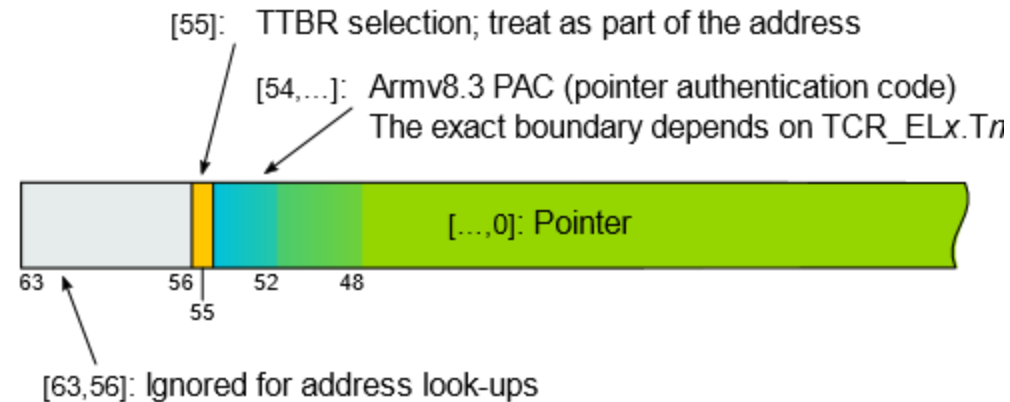 [55]: TTBR selection; treat as part of the address
[54,...]: Armv8.3 PAC (pointer authentication code)
The exact boundary depends on TCR_ELx.Tn
[...,0]: Pointer
63 56 52 48
55
[63,56]: Ignored for address look-ups